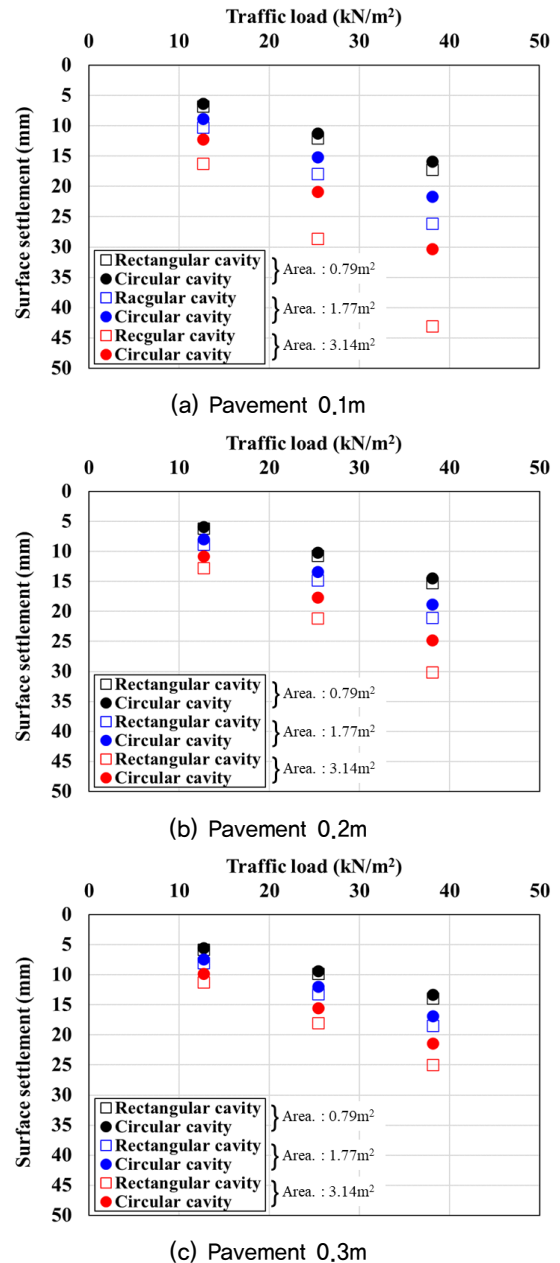 Traffic load (kN/m²)
0 10 20 30 40 50
0
5
10
15
20
25
30
35
40
45
50
Surface settlement (mm)
Rectangular cavity
Circular cavity
Area. : 0.79m²
Racgular cavity
Circular cavity
Area. : 1.77m²
Recgular cavity
Circular cavity
Area. : 3.14m²
(a) Pavement 0.1m
Traffic load (kN/m²)
0 10 20 30 40 50
0
5
10
15
20
25
30
35
40
45
50
Surface settlement (mm)
Rectangular cavity
Circular cavity
Area. : 0.79m²
Rectangular cavity
Circular cavity
Area. : 1.77m²
Rectangular cavity
Circular cavity
Area. : 3.14m²
(b) Pavement 0.2m
Traffic load (kN/m²)
0 10 20 30 40 50
0
5
10
15
20
25
30
35
40
45
50
Surface settlement (mm)
Rectangular cavity
Circular cavity
Area. : 0.79m²
Rectangular cavity
Circular cavity
Area. : 1.77m²
Rectangular cavity
Circular cavity
Area. : 3.14m²
(c) Pavement 0.3m